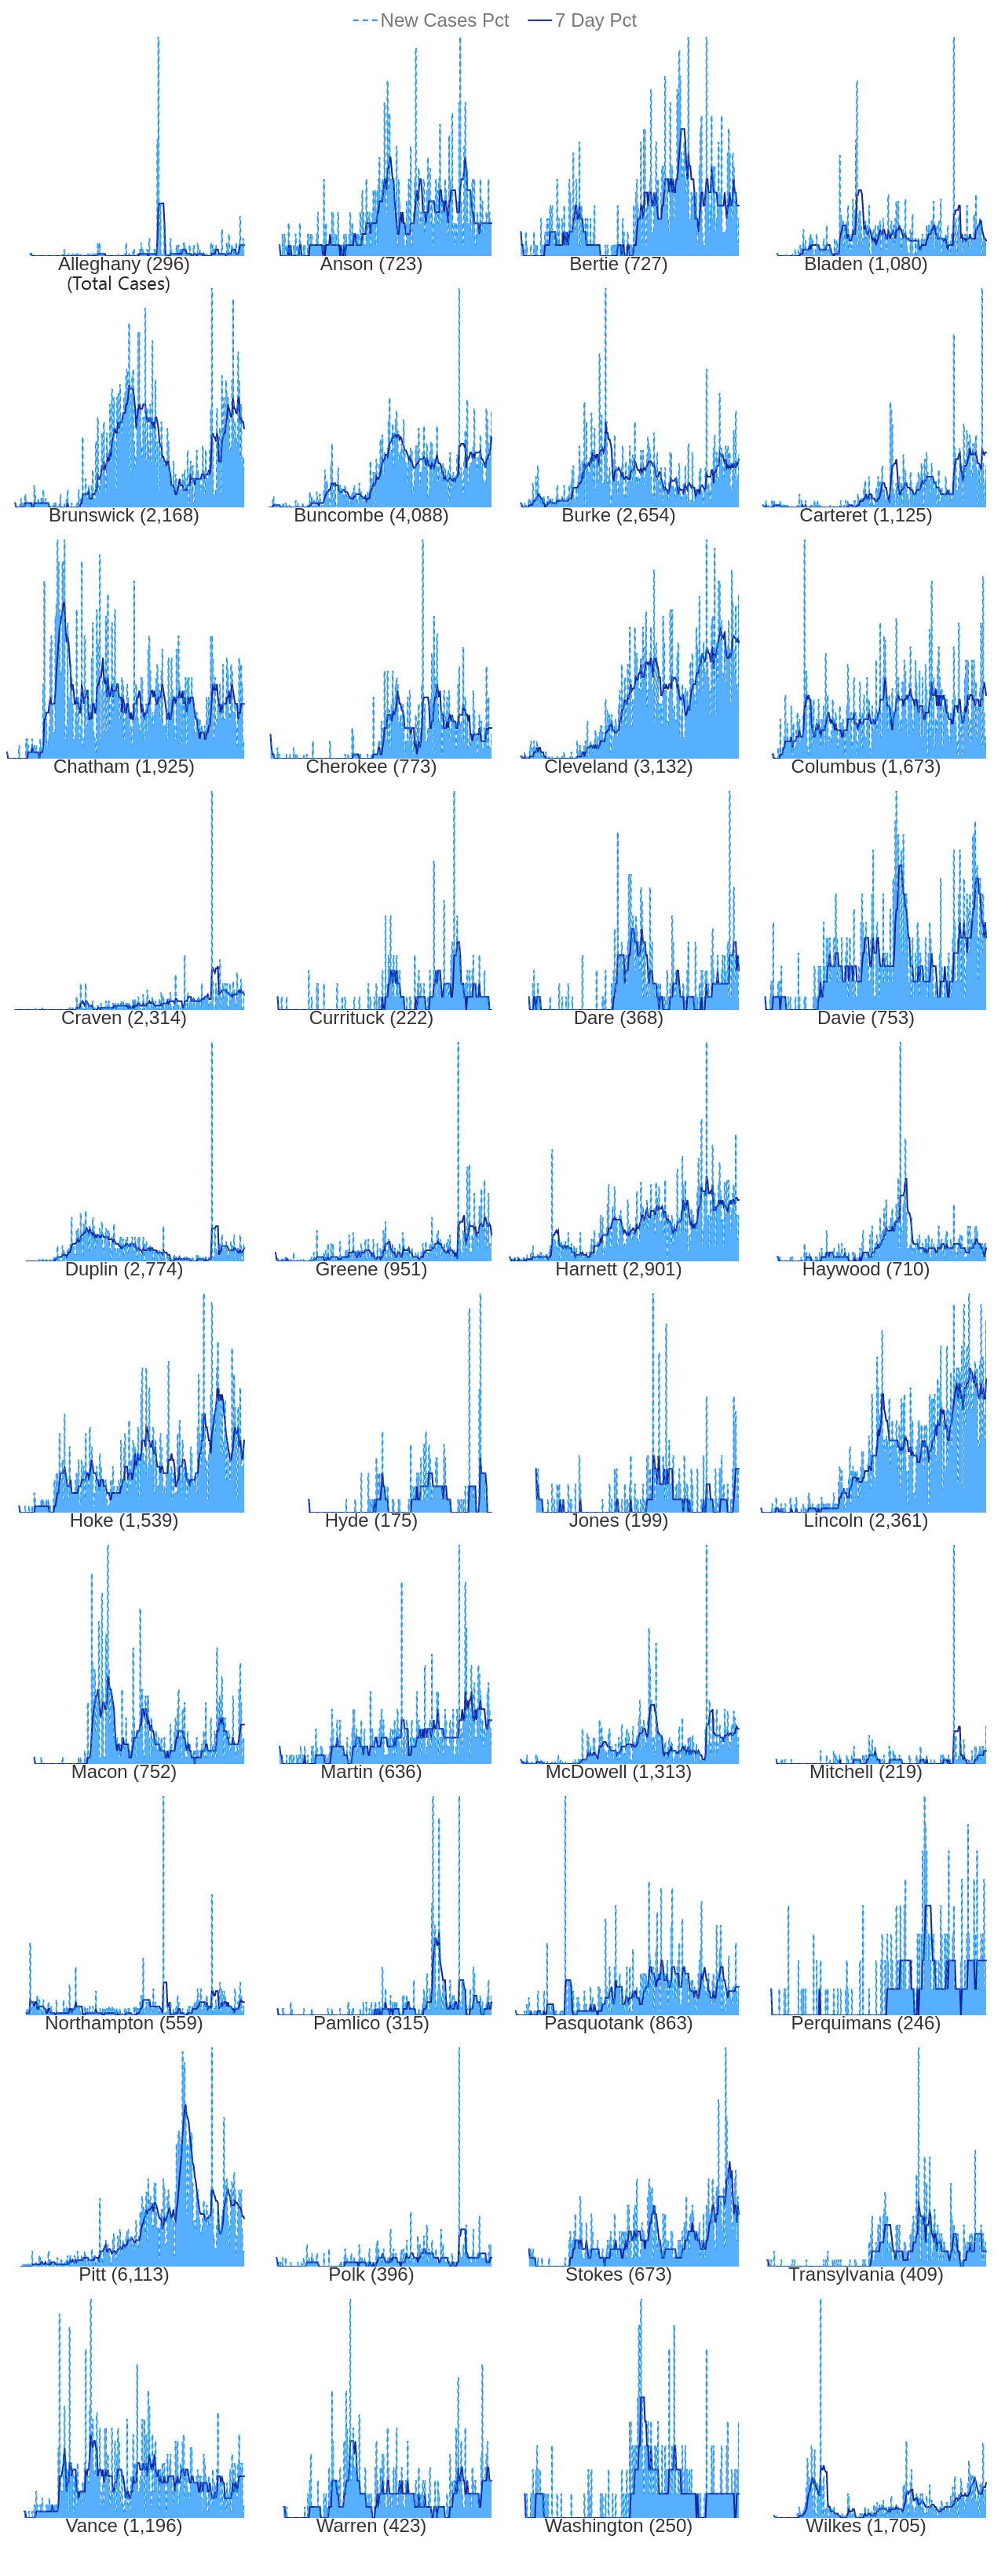 New Cases Pct 7 Day Pct
Alleghany (296) Anson (723) Bertie (727) Bladen (1,080)
(Total Cases)
Brunswick (2,168) Buncombe (4,088) Burke (2,654) Carteret (1,125)
Chatham (1,925) Cherokee (773) Cleveland (3,132) Columbus (1,673)
Craven (2,314) Currituck (222) Dare (368) Davie (753)
Duplin (2,774) Greene (951) Harnett (2,901) Haywood (710)
Hoke (1,539) Hyde (175) Jones (199) Lincoln (2,361)
Macon (752) Martin (636) McDowell (1,313) Mitchell (219)
Northampton (559) Pamlico (315) Pasquotank (863) Perquimans (246)
Pitt (6,113) Polk (396) Stokes (673) Transylvania (409)
Vance (1,196) Warren (423) Washington (250) Wilkes (1,705)